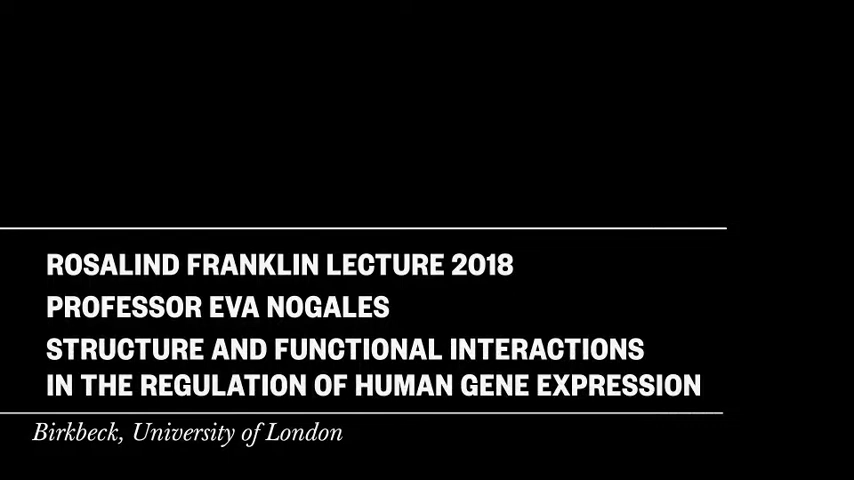 ROSALIND FRANKLIN LECTURE 2018
PROFESSOR EVA NOGALES
STRUCTURE AND FUNCTIONAL INTERACTIONS
IN THE REGULATION OF HUMAN GENE EXPRESSION
Birkbeck, University of London